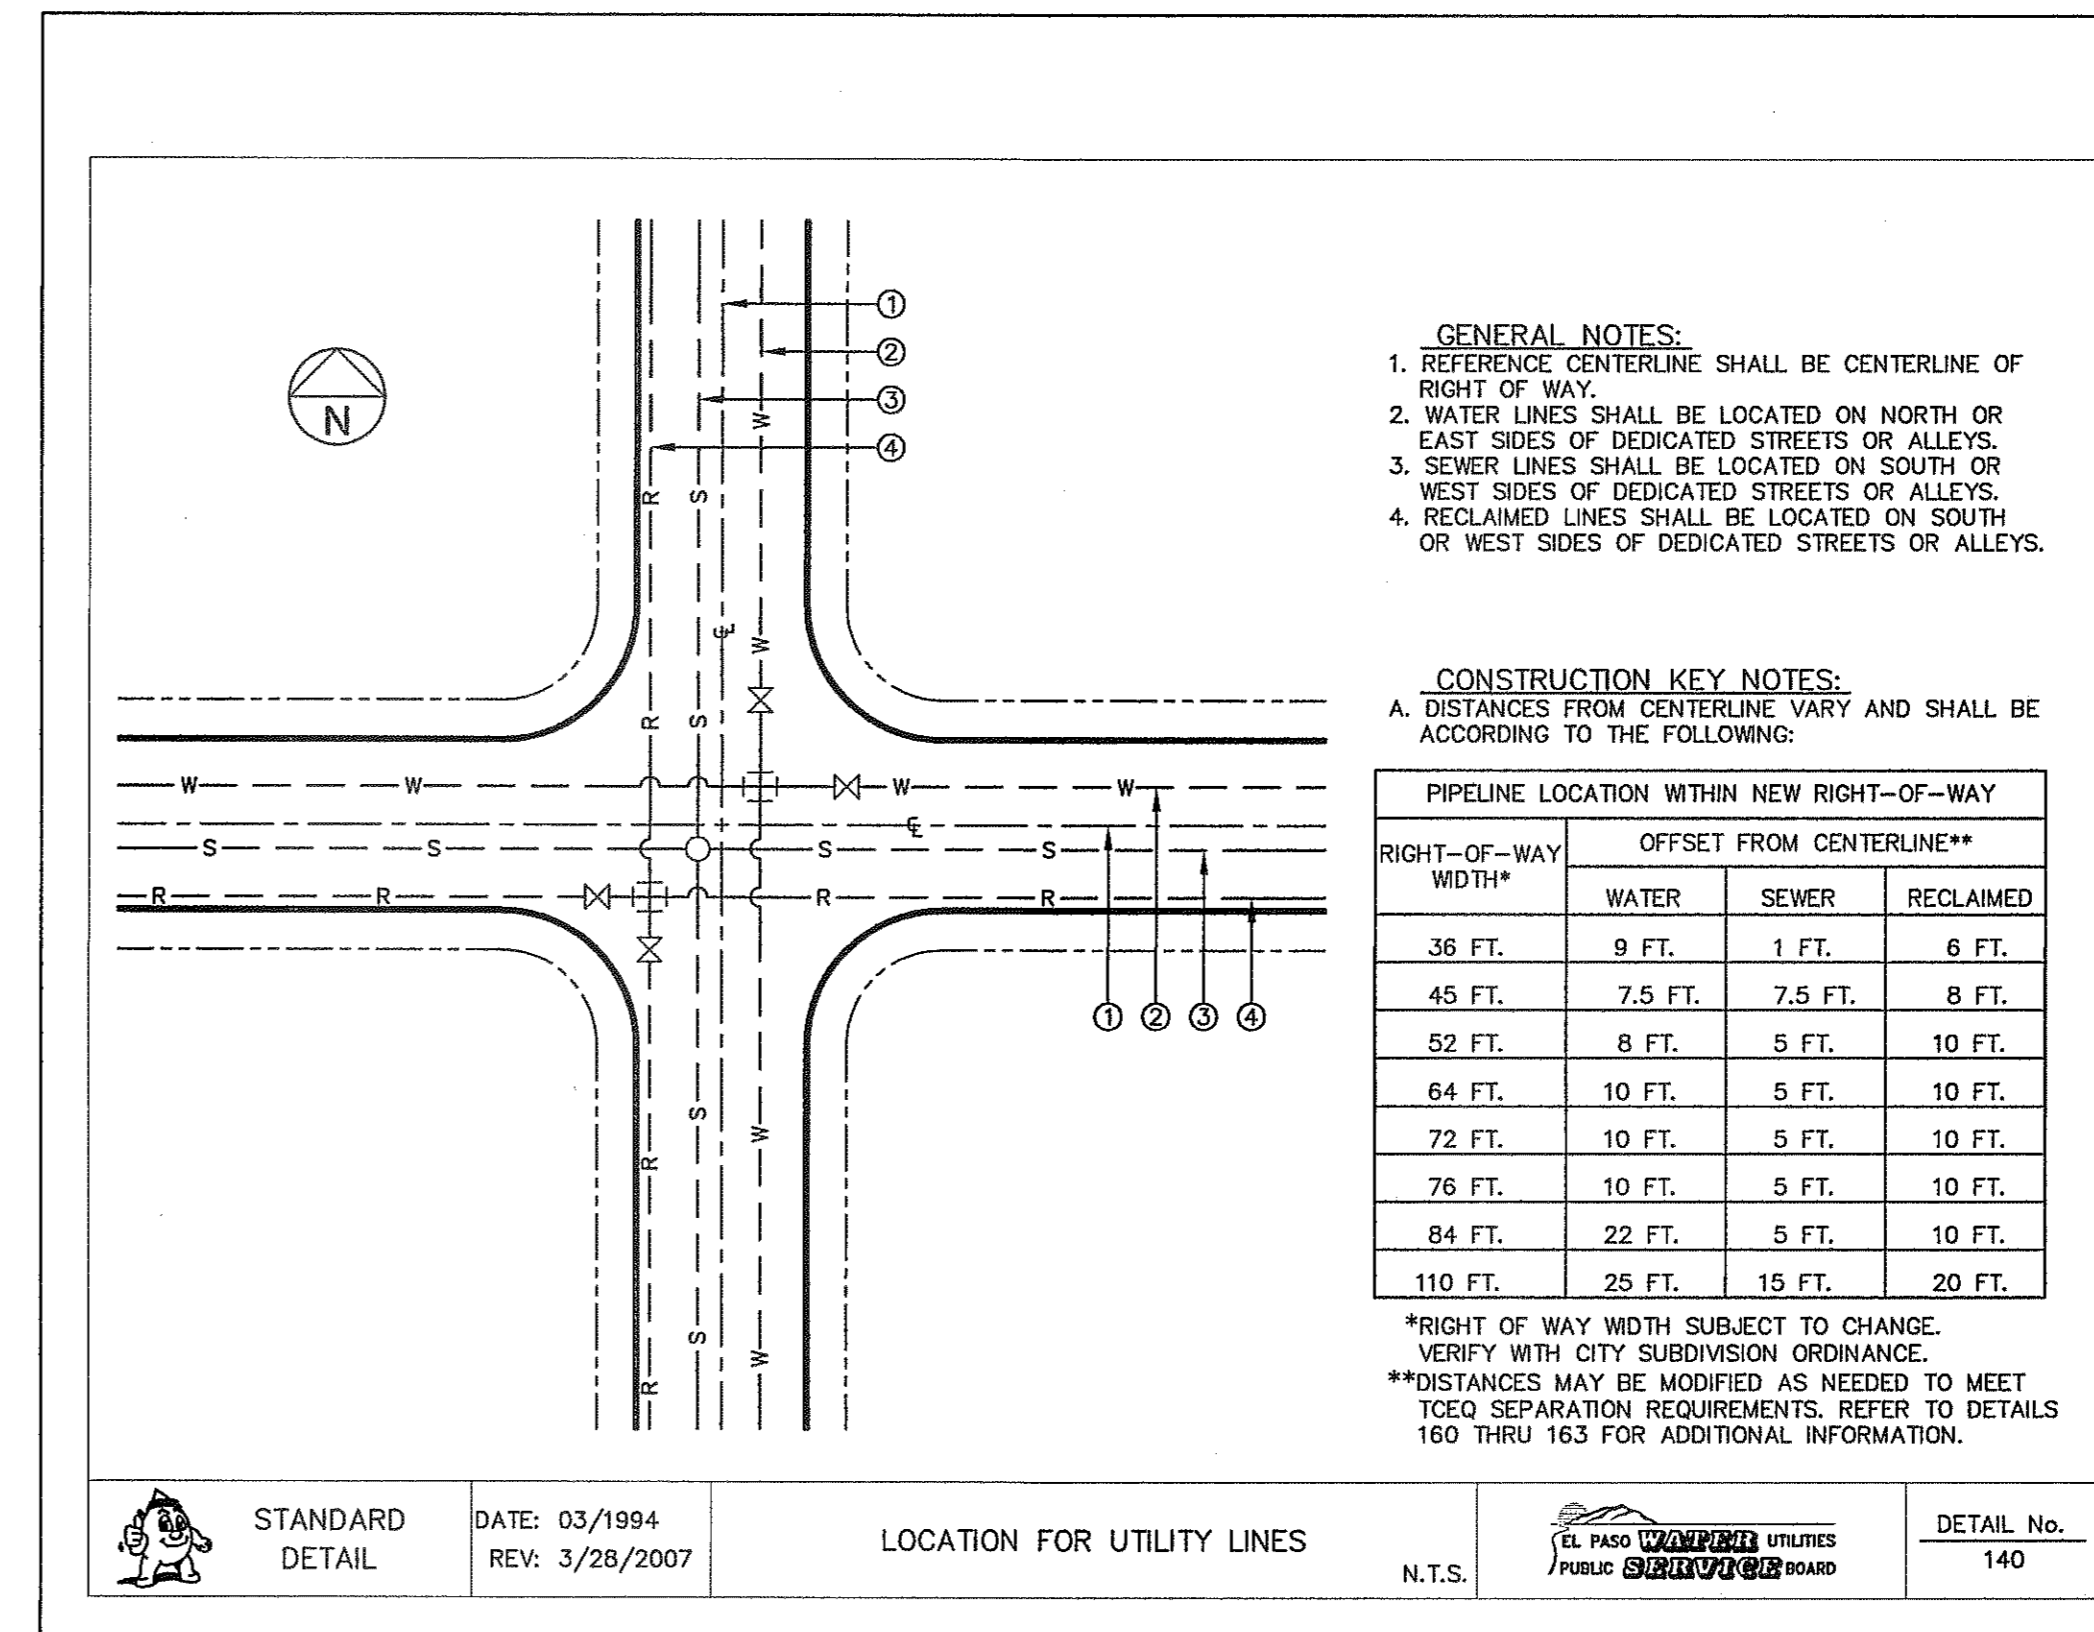 GENERAL NOTES:
1. REFERENCE CENTERLINE SHALL BE CENTERLINE OF
RIGHT OF WAY.
2. WATER LINES SHALL BE LOCATED ON NORTH OR
EAST SIDES OF DEDICATED STREETS OR ALLEYS.
3. SEWER LINES SHALL BE LOCATED ON SOUTH OR
WEST SIDES OF DEDICATED STREETS OR ALLEYS.
4. RECLAIMED LINES SHALL BE LOCATED ON SOUTH
OR WEST SIDES OF DEDICATED STREETS OR ALLEYS.
CONSTRUCTION KEY NOTES:
A. DISTANCES FROM CENTERLINE VARY AND SHALL BE
ACCORDING TO THE FOLLOWING:
PIPELINE LOCATION WITHIN NEW RIGHT-OF-WAY
RIGHT-OF-WAY WIDTH* OFFSET FROM CENTERLINE**
WATER SEWER RECLAIMED
36 FT. 9 FT. 1 FT. 6 FT.
45 FT. 7.5 FT. 7.5 FT. 8 FT.
52 FT. 8 FT. 5 FT. 10 FT.
64 FT. 10 FT. 5 FT. 10 FT.
72 FT. 10 FT. 5 FT. 10 FT.
76 FT. 10 FT. 5 FT. 10 FT.
84 FT. 22 FT. 5 FT. 10 FT.
110 FT. 25 FT. 15 FT. 20 FT.
*RIGHT OF WAY WIDTH SUBJECT TO CHANGE.
VERIFY WITH CITY SUBDIVISION ORDINANCE.
**DISTANCES MAY BE MODIFIED AS NEEDED TO MEET
TCEQ SEPARATION REQUIREMENTS. REFER TO DETAILS
160 THRU 163 FOR ADDITIONAL INFORMATION.
N
1
2
3
4
W
R S
W
R S
W W W W
S S S S
R R R R
1 2 3 4
S W
R
S W
R
STANDARD
DETAIL
DATE: 03/1994
REV: 3/28/2007
LOCATION FOR UTILITY LINES
N.T.S.
EL PASO WATER UTILITIES
PUBLIC SERVICE BOARD
DETAIL No.
140